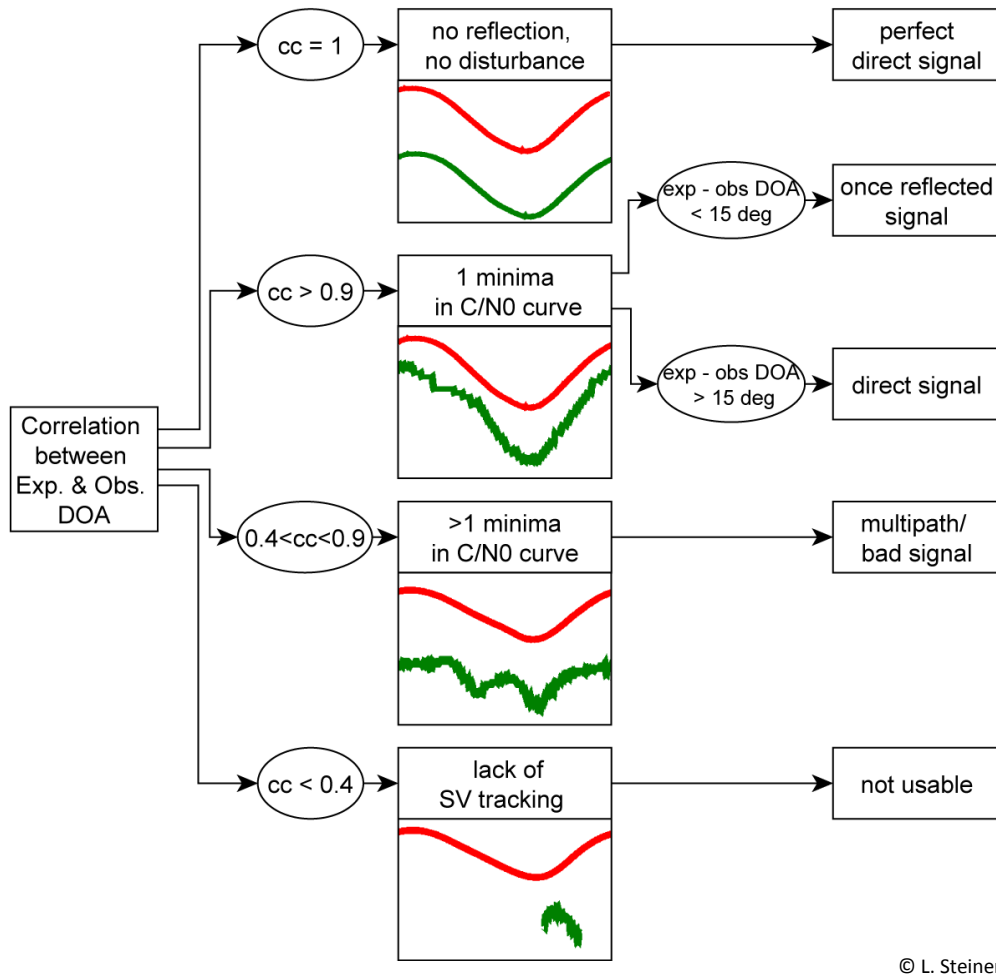 cc = 1
no reflection,
no disturbance
perfect
direct signal
exp - obs DOA
< 15 deg
once reflected
signal
cc > 0.9
1 minima
in C/N0 curve
exp - obs DOA
> 15 deg
direct signal
Correlation
between
Exp. & Obs.
DOA
0.4<cc<0.9
>1 minima
in C/N0 curve
multipath/
bad signal
cc < 0.4
lack of
SV tracking
not usable
© L. Steiner